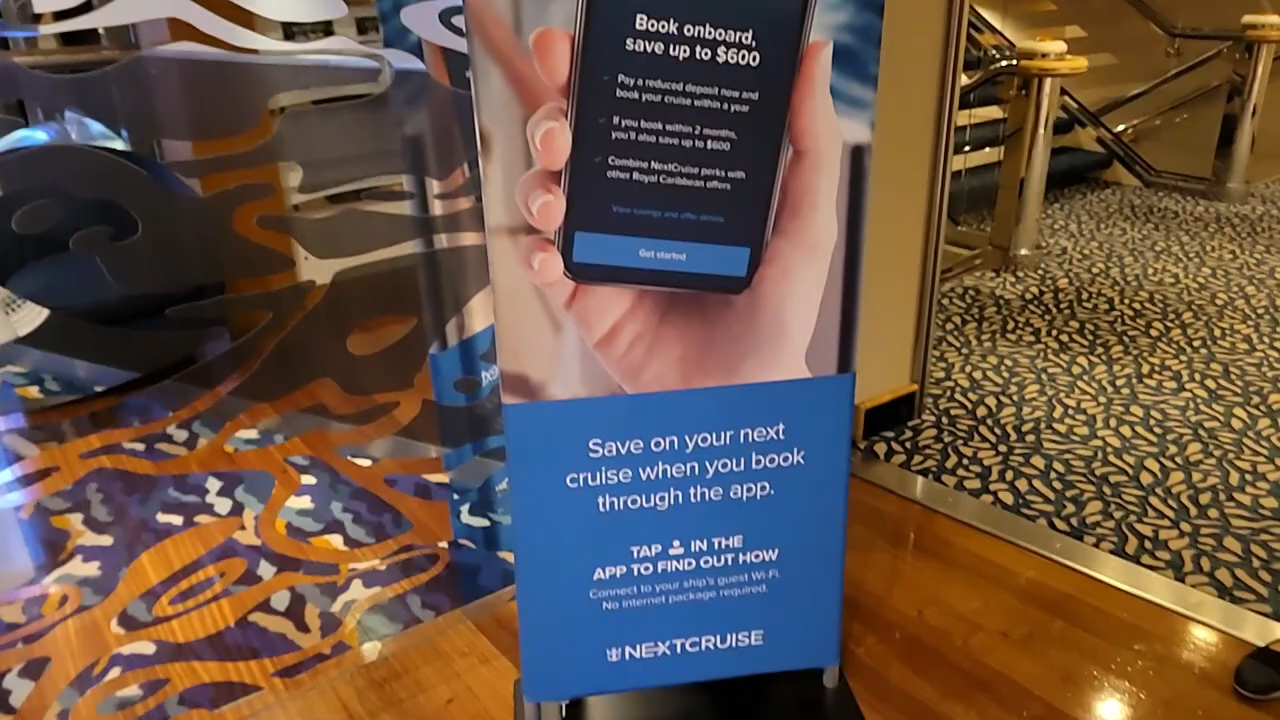 Book onboard,
save up to $600
Pay a reduced deposit now and
book your cruise within a year
If you book within 2 months,
you'll also save up to $600
Combine NextCruise perks with
other Royal Caribbean offers
View savings and offer details
Get started
Save on your next
cruise when you book
through the app.
TAP IN THE
APP TO FIND OUT HOW
Connect to your ship's guest Wi-Fi.
No internet package required.
NEXTCRUISE